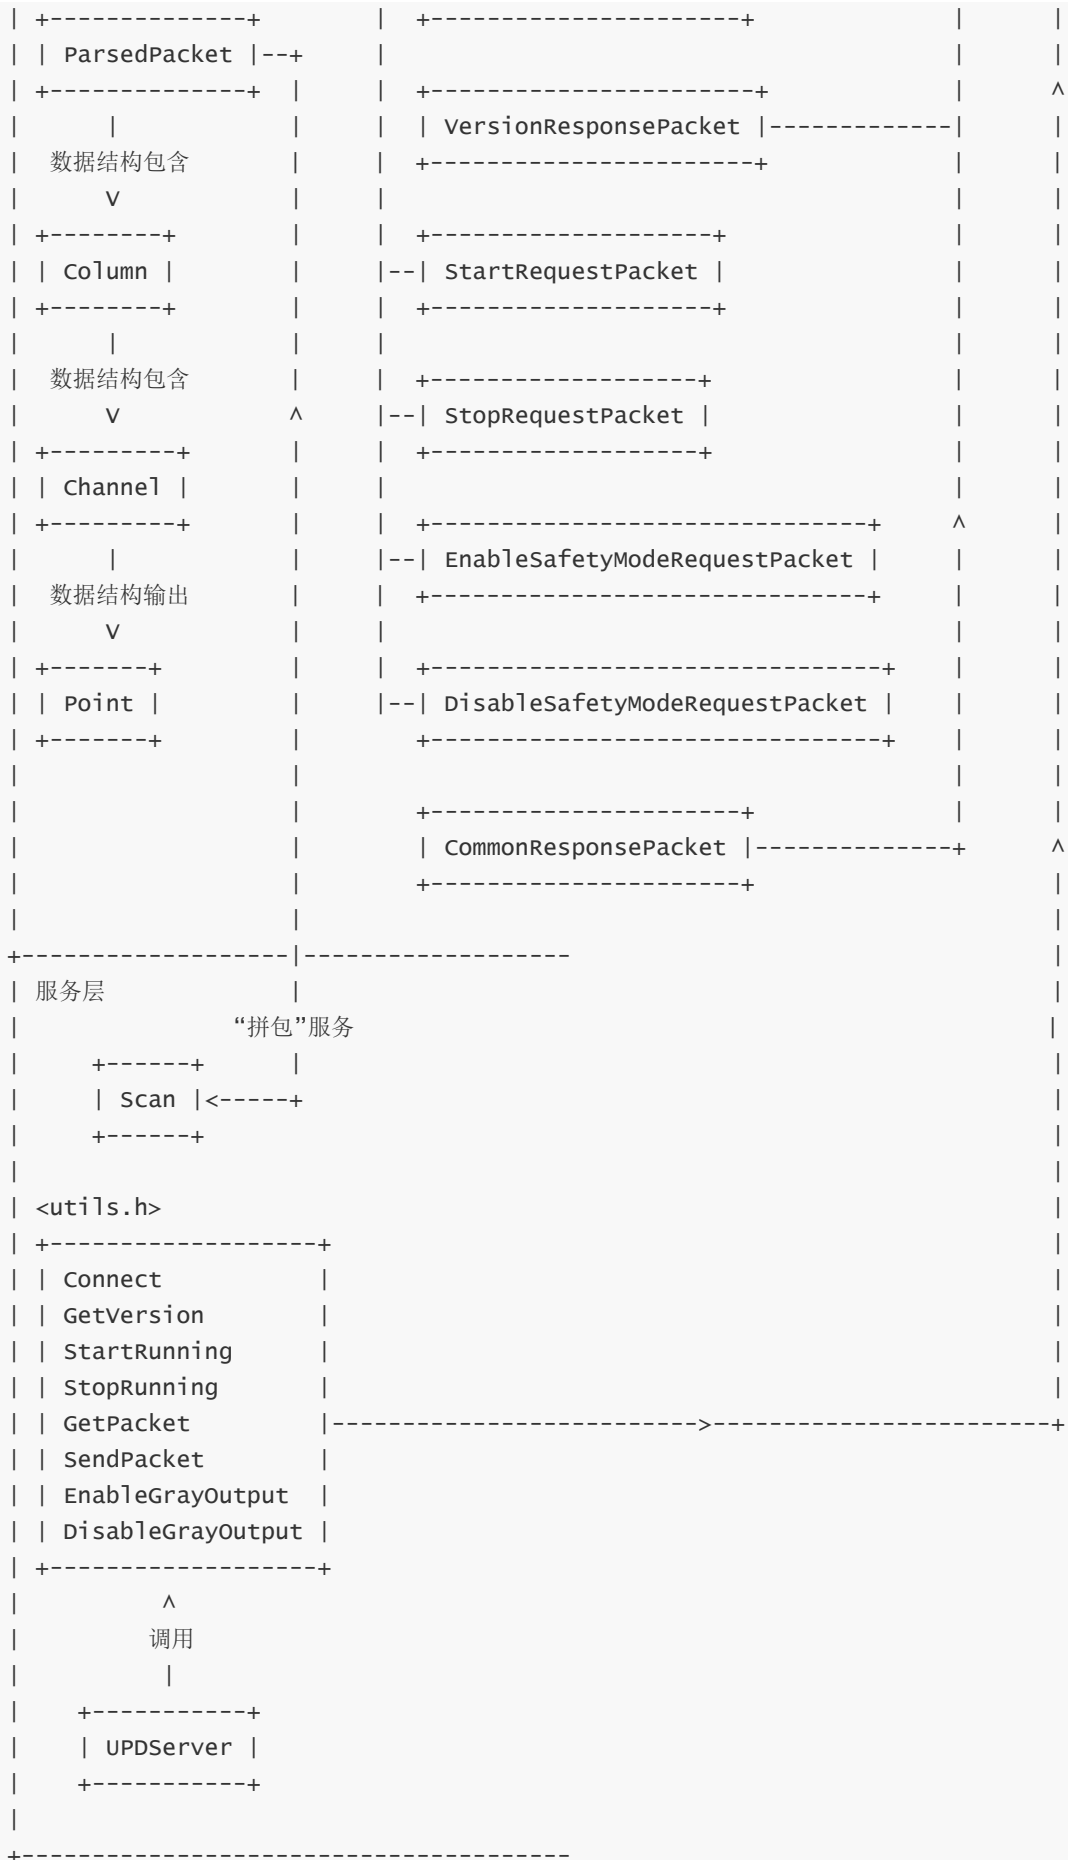 | +--------------+        |   +---------------------+             |      |
| | ParsedPacket |--+     |                                       |      |
| +--------------+  |     |   +----------------------+            |      ^
|       |           |     |   | VersionResponsePacket |-------------|      |
|   数据结构包含        |     |   +----------------------+            |      |
|       V           |     |                                       |      |
| +--------+        |     |   +-------------------+               |      |
| | Column |        |     |--| StartRequestPacket |               |      |
| +--------+        |     |   +-------------------+               |      |
|       |           |     |                                       |      |
|   数据结构包含        |     |   +------------------+                |      |
|       V           ^     |--| StopRequestPacket |                |      |
| +---------+       |     |   +------------------+                |      |
| | Channel |       |     |                                       |      |
| +---------+       |     |   +------------------------------+    ^      |
|       |           |     |--| EnableSafetyModeRequestPacket |    |      |
|   数据结构输出        |     |   +------------------------------+    |      |
|       V           |     |                                       |      |
| +-------+         |     |   +-------------------------------+   |      |
| | Point |         |     |--| DisableSafetyModeRequestPacket |   |      |
| +-------+         |         +-------------------------------+   |      |
|                   |                                             |      |
|                   |         +---------------------+             |      |
|                   |         | CommonResponsePacket |--------------+      ^
|                   |         +---------------------+                    |
|                   |                                                    |
+-------------------|-------------------                                 |
| 服务层               |                                                    |
|               “拼包”服务                                                  |
|     +------+      |                                                    |
|     | Scan |<-----+                                                    |
|     +------+                                                           |
|                                                                        |
| <utils.h>                                                              |
| +-------------------+                                                  |
| | Connect           |                                                  |
| | GetVersion        |                                                  |
| | StartRunning      |                                                  |
| | StopRunning       |                                                  |
| | GetPacket         |-------------------------->------------------------+
| | SendPacket        |
| | EnableGrayOutput  |
| | DisableGrayOutput |
| +-------------------+
|          ^
|         调用
|          |
|    +-----------+
|    | UPDServer |
|    +-----------+
|
+---------------------------------------